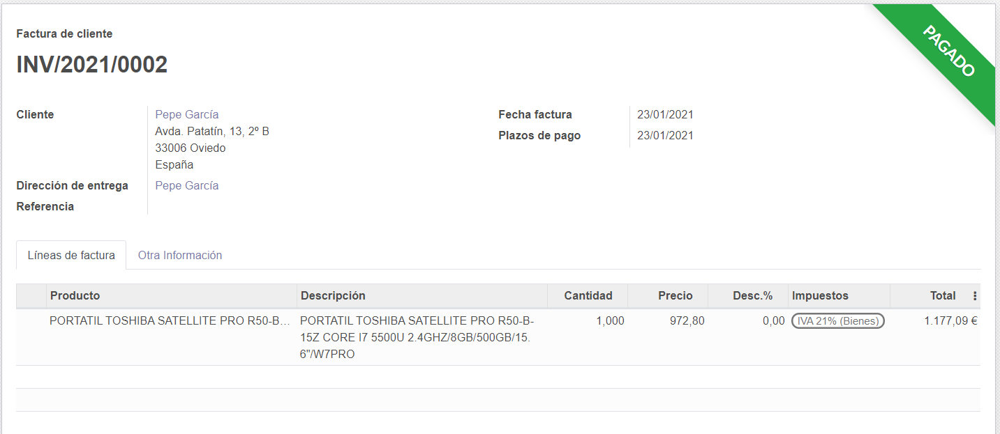 Factura de cliente
PAGADO
INV/2021/0002
Cliente
Pepe García
Avda. Patatín, 13, 2º B
33006 Oviedo
España
Fecha factura 23/01/2021
Plazos de pago 23/01/2021
Dirección de entrega Pepe García
Referencia
Líneas de factura Otra Información
Producto Descripción Cantidad Precio Desc.% Impuestos Total
PORTATIL TOSHIBA SATELLITE PRO R50-B... PORTATIL TOSHIBA SATELLITE PRO R50-B- 1,000 972,80 0,00 IVA 21% (Bienes) 1.177,09 €
15Z CORE I7 5500U 2.4GHZ/8GB/500GB/15.
6"/W7PRO